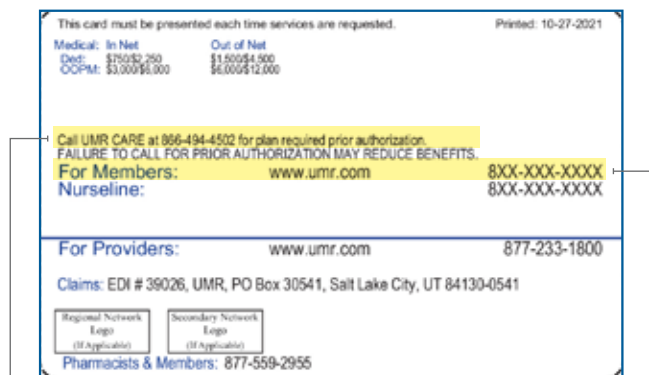 This card must be presented each time services are requested. Printed: 10-27-2021
Medical: In Net Out of Net
Ded: $750/$2,250 $1,500/$4,500
OOPM: $3,000/$6,000 $6,000/$12,000
Call UMR CARE at 866-494-4502 for plan required prior authorization.
FAILURE TO CALL FOR PRIOR AUTHORIZATION MAY REDUCE BENEFITS.
For Members: www.umr.com 8XX-XXX-XXXX
Nurseline: 8XX-XXX-XXXX
For Providers: www.umr.com 877-233-1800
Claims: EDI # 39026, UMR, PO Box 30541, Salt Lake City, UT 84130-0541
Regional Network Secondary Network
Logo Logo
(If Applicable) (If Applicable)
Pharmacists & Members: 877-559-2955